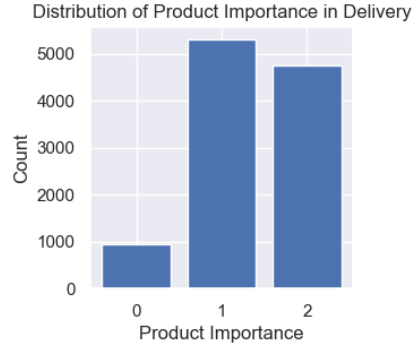 Distribution of Product Importance in Delivery
5000
4000
3000
2000
1000
0
Count
0 1 2
Product Importance